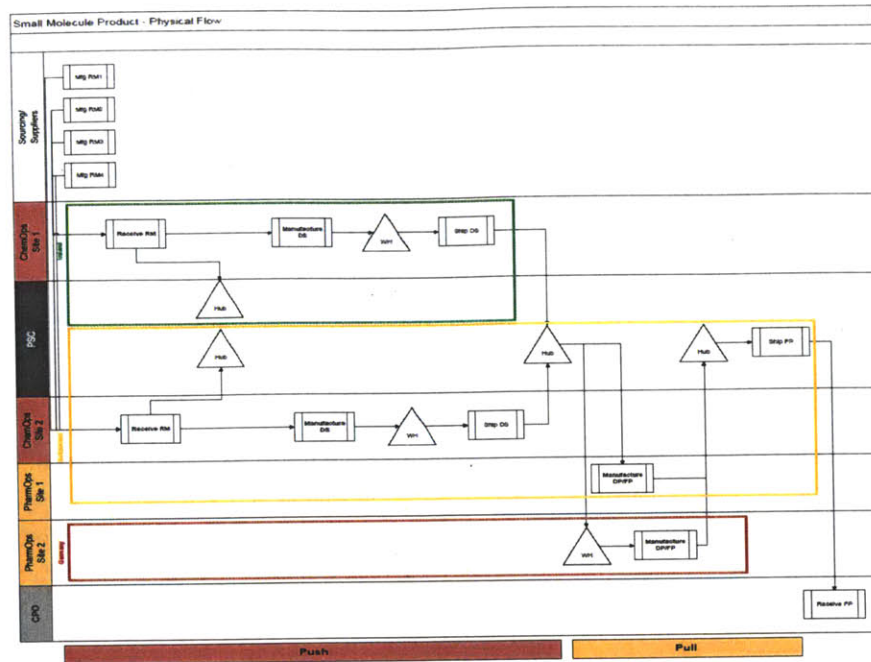 Small Molecule Product - Physical Flow
Sourcing/
Suppliers
Mfg RM1
Mfg RM2
Mfg RM3
Mfg RM4
ChemOps
Site 1
Ireland
Receive RM
Manufacture
DS
WH
Ship DS
PSC
Hub
Hub
Hub
Hub
Ship FP
ChemOps
Site 2
Switzerland
Receive RM
Manufacture
DS
WH
Ship DS
PharmOps
Site 1
Manufacture
DP/FP
PharmOps
Site 2
Germany
WH
Manufacture
DP/FP
CPO
Receive FP
Push
Pull